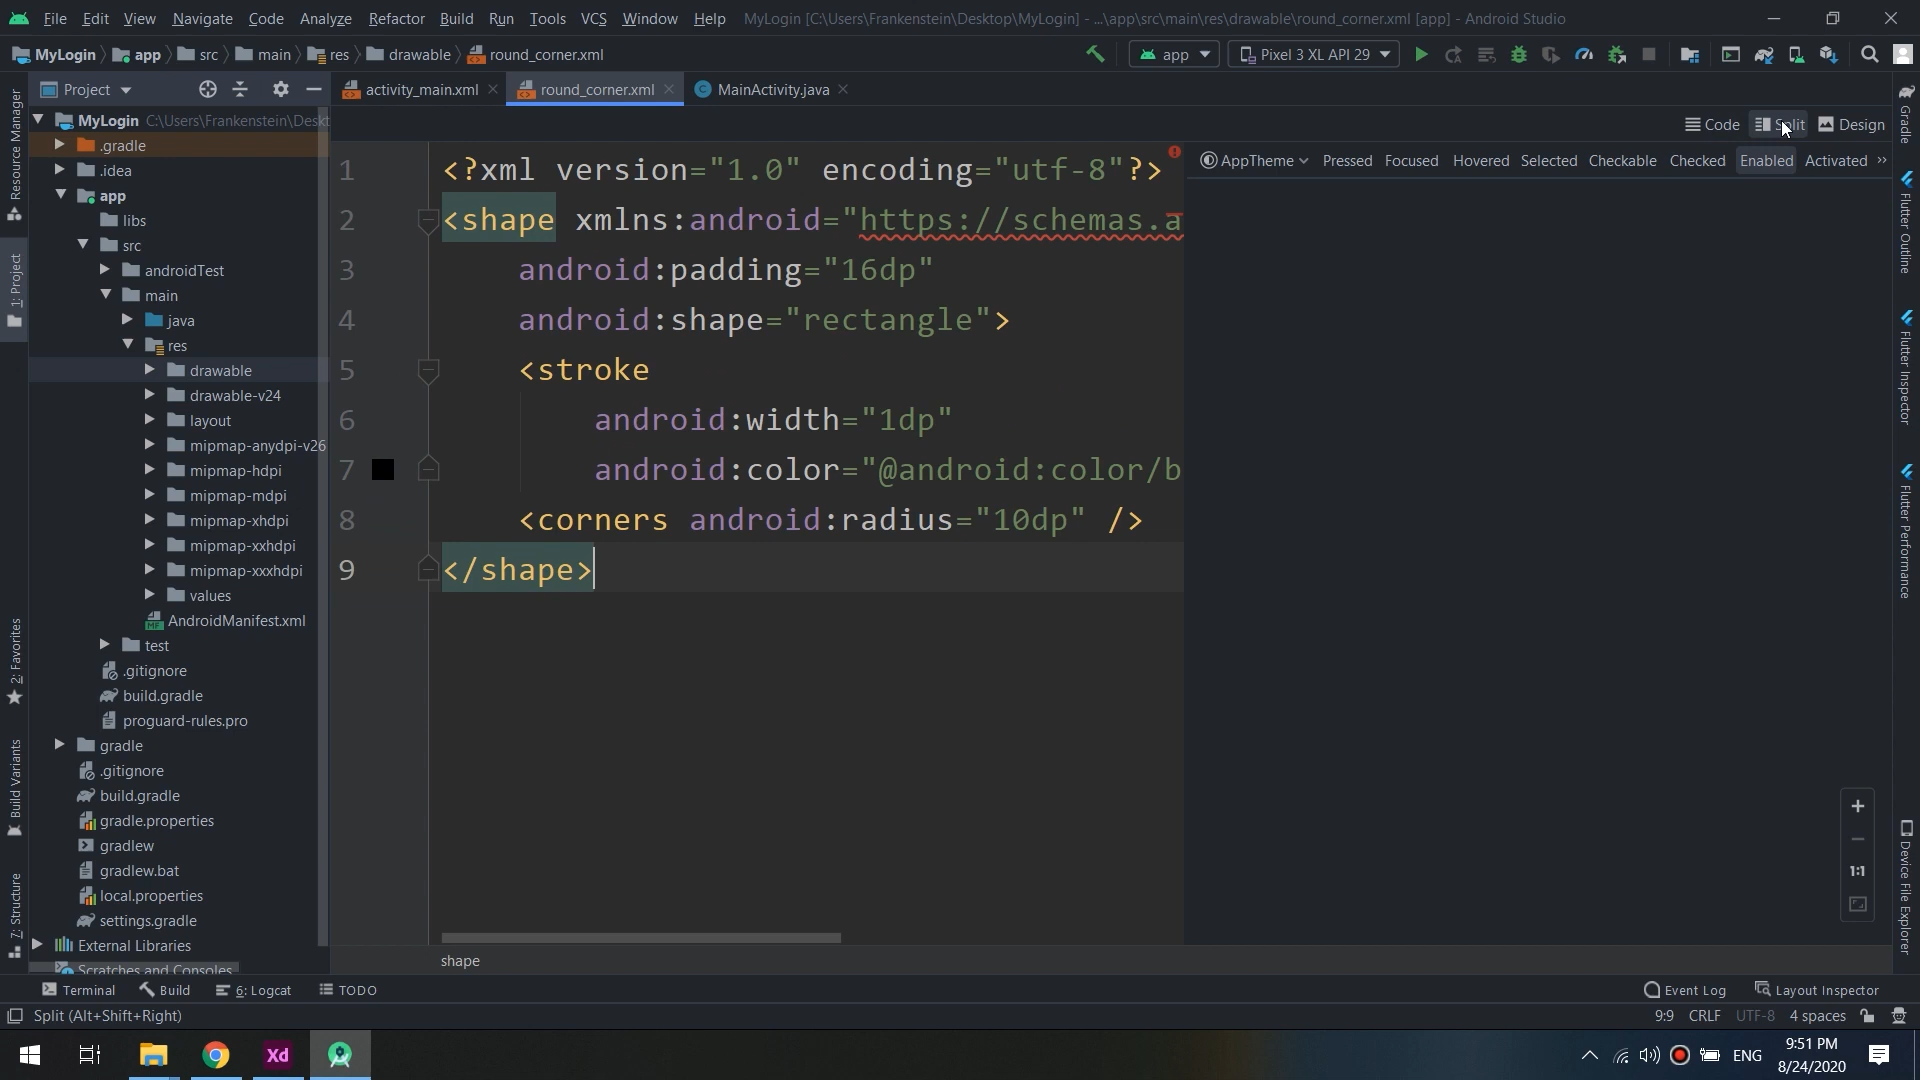 File Edit View Navigate Code Analyze Refactor Build Run Tools VCS Window Help MyLogin [C:\Users\Frankenstein\Desktop\MyLogin] - ...\app\src\main\res\drawable\round_corner.xml [app] - Android Studio
MyLogin app src main res drawable round_corner.xml app Pixel 3 XL API 29
Project activity_main.xml round_corner.xml MainActivity.java
Code Split Design
AppTheme Pressed Focused Hovered Selected Checkable Checked Enabled Activated »
MyLogin C:\Users\Frankenstein\Deskt
.gradle
.idea
app
libs
src
androidTest
main
java
res
drawable
drawable-v24
layout
mipmap-anydpi-v26
mipmap-hdpi
mipmap-mdpi
mipmap-xhdpi
mipmap-xxhdpi
mipmap-xxxhdpi
values
AndroidManifest.xml
test
.gitignore
build.gradle
proguard-rules.pro
gradle
.gitignore
build.gradle
gradle.properties
gradlew
gradlew.bat
local.properties
settings.gradle
External Libraries
Scratches and Consoles
1 <?xml version="1.0" encoding="utf-8"?>
2 <shape xmlns:android="https://schemas.a
3 android:padding="16dp"
4 android:shape="rectangle">
5 <stroke
6 android:width="1dp"
7 android:color="@android:color/b
8 <corners android:radius="10dp" />
9 </shape>
shape
Resource Manager
1: Project
2: Favorites
Build Variants
7: Structure
Gradle
Flutter Outline
Flutter Inspector
Flutter Performance
Device File Explorer
1:1
Terminal Build 6: Logcat TODO Event Log Layout Inspector
Split (Alt+Shift+Right) 9:9 CRLF UTF-8 4 spaces
Xd ENG 9:51 PM
8/24/2020